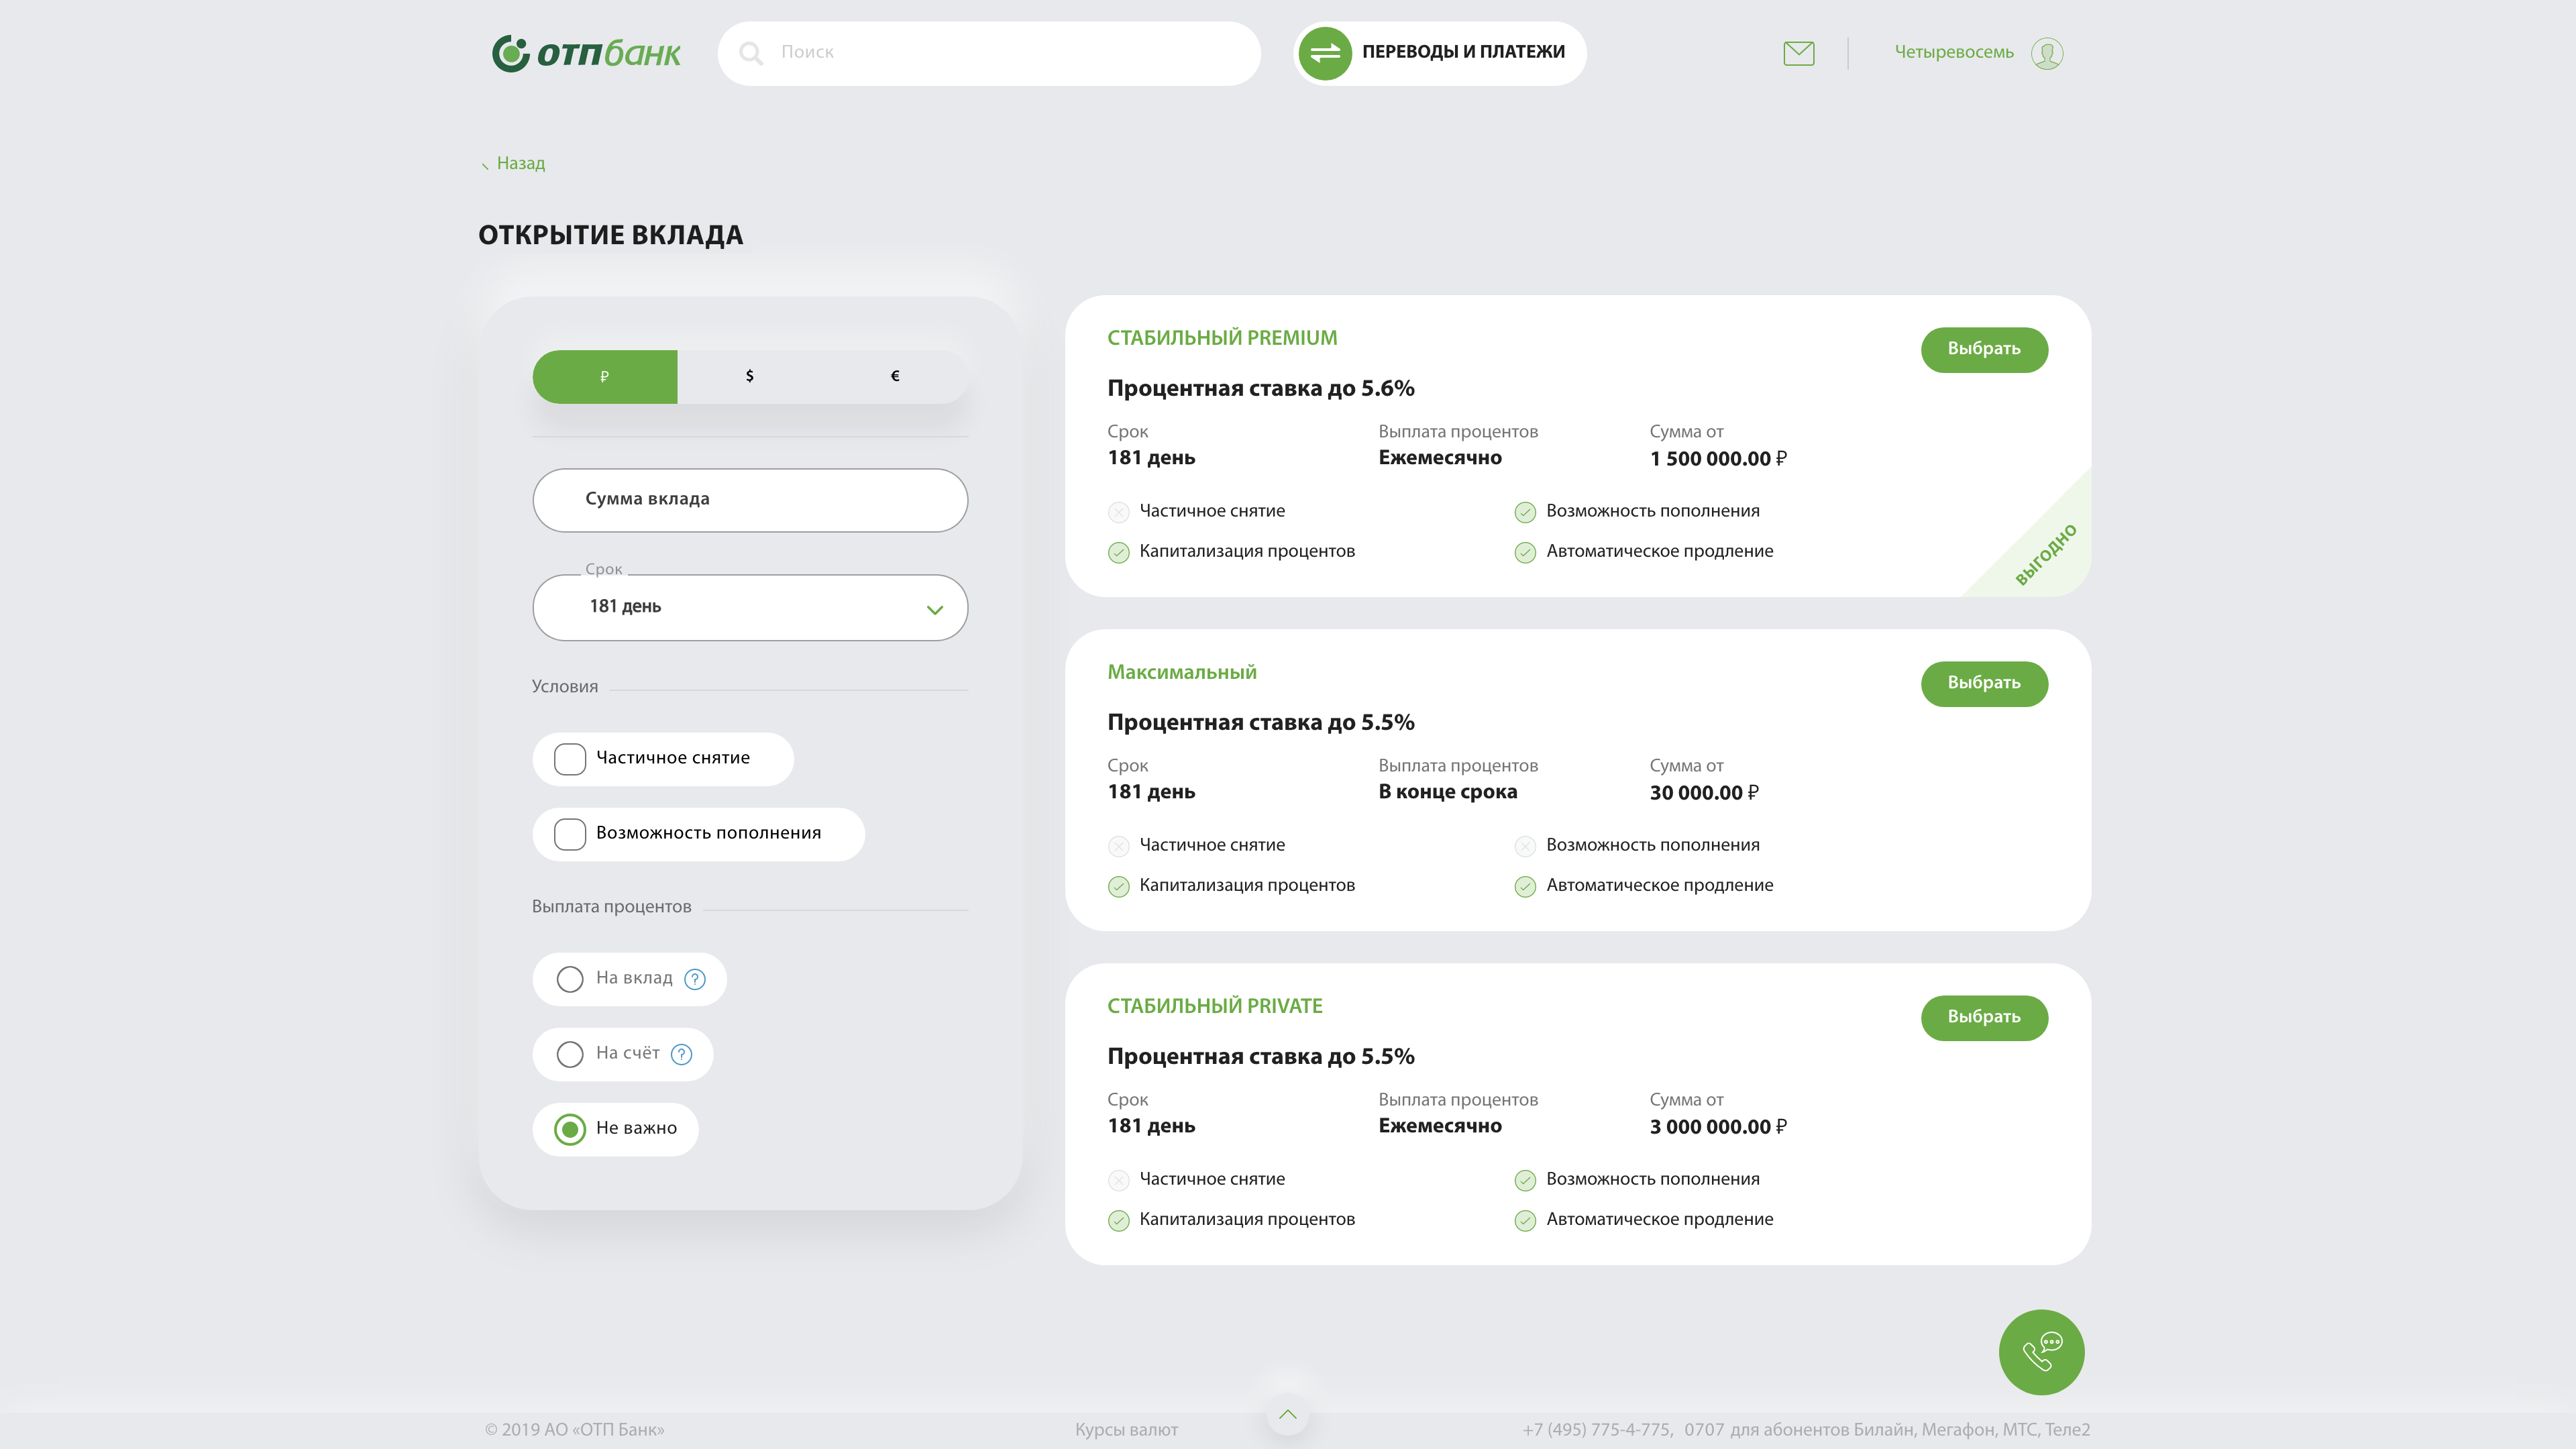 отпбанк
Поиск
ПЕРЕВОДЫ И ПЛАТЕЖИ
Четыревосемь
Назад
ОТКРЫТИЕ ВКЛАДА
₽ $ €
Сумма вклада
Срок
181 день
Условия
Частичное снятие
Возможность пополнения
Выплата процентов
На вклад ?
На счёт ?
Не важно
СТАБИЛЬНЫЙ PREMIUM
Выбрать
Процентная ставка до 5.6%
Срок Выплата процентов Сумма от
181 день Ежемесячно 1 500 000.00 ₽
Частичное снятие Возможность пополнения
Капитализация процентов Автоматическое продление
ВЫГОДНО
Максимальный
Выбрать
Процентная ставка до 5.5%
Срок Выплата процентов Сумма от
181 день В конце срока 30 000.00 ₽
Частичное снятие Возможность пополнения
Капитализация процентов Автоматическое продление
СТАБИЛЬНЫЙ PRIVATE
Выбрать
Процентная ставка до 5.5%
Срок Выплата процентов Сумма от
181 день Ежемесячно 3 000 000.00 ₽
Частичное снятие Возможность пополнения
Капитализация процентов Автоматическое продление
© 2019 АО «ОТП Банк» Курсы валют +7 (495) 775-4-775, 0707 для абонентов Билайн, Мегафон, МТС, Теле2